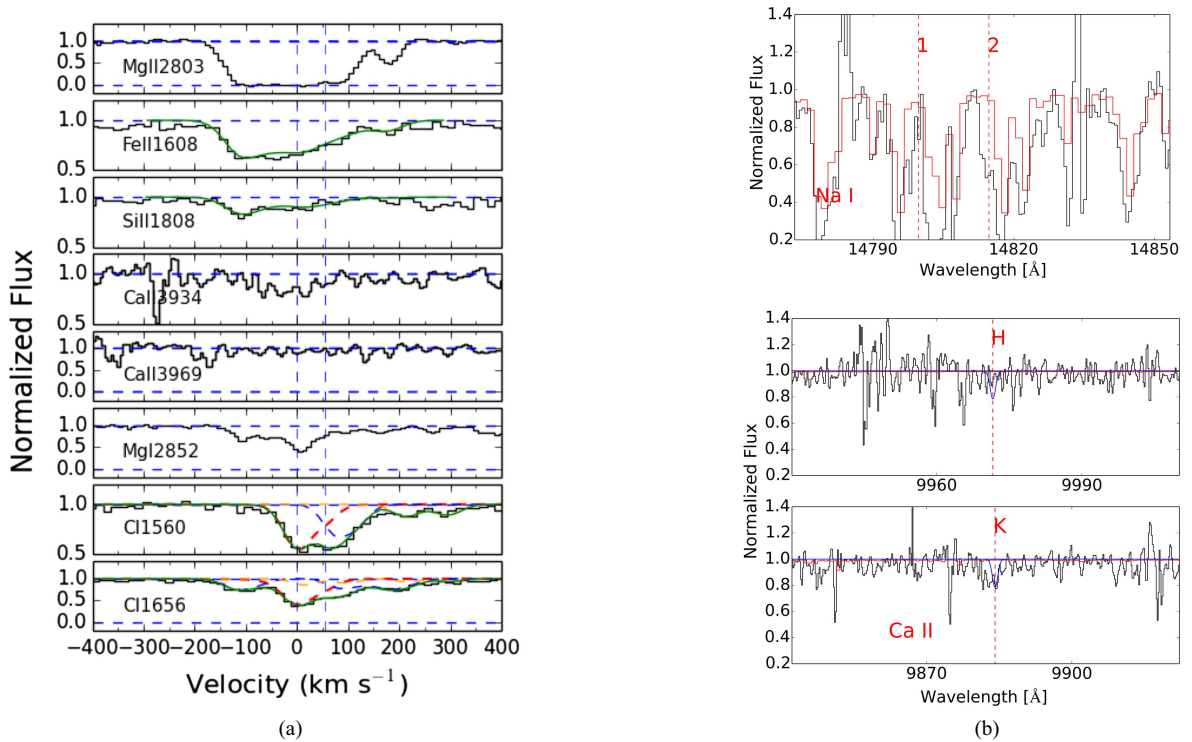 Normalized Flux
1.0
0.5
0.0
MgII2803
1.0
0.5
FeII1608
1.0
0.5
SiII1808
1.0
0.5
CaII3934
1.0
0.5
0.0
CaII3969
1.0
0.5
0.0
MgI2852
1.0
0.5
CI1560
1.0
0.5
0.0
CI1656
−400 −300 −200 −100 0 100 200 300 400
Velocity (km s⁻¹)
(a)
Normalized Flux
1.4
1.2
1.0
0.8
0.6
0.4
0.2
1 2
Na I
14790 14820 14850
Wavelength [Å]
Normalized Flux
1.4
1.2
1.0
0.8
0.6
0.4
0.2
H
9960 9990
1.4
1.2
1.0
0.8
0.6
0.4
0.2
K
Ca II
9870 9900
Wavelength [Å]
(b)